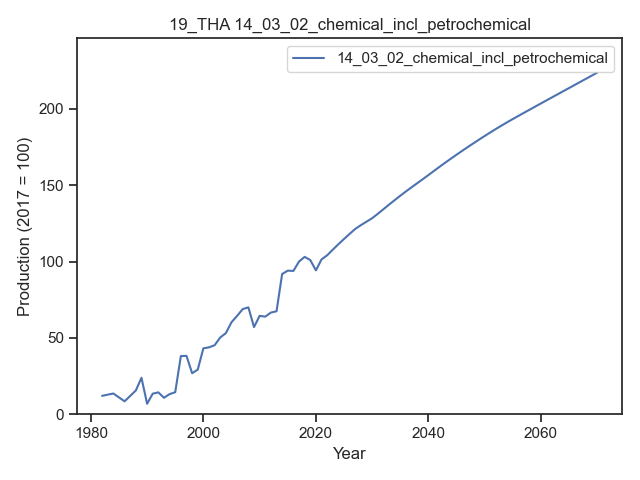 19_THA 14_03_02_chemical_incl_petrochemical
14_03_02_chemical_incl_petrochemical
Production (2017 = 100)
200
150
100
50
0
1980 2000 2020 2040 2060
Year